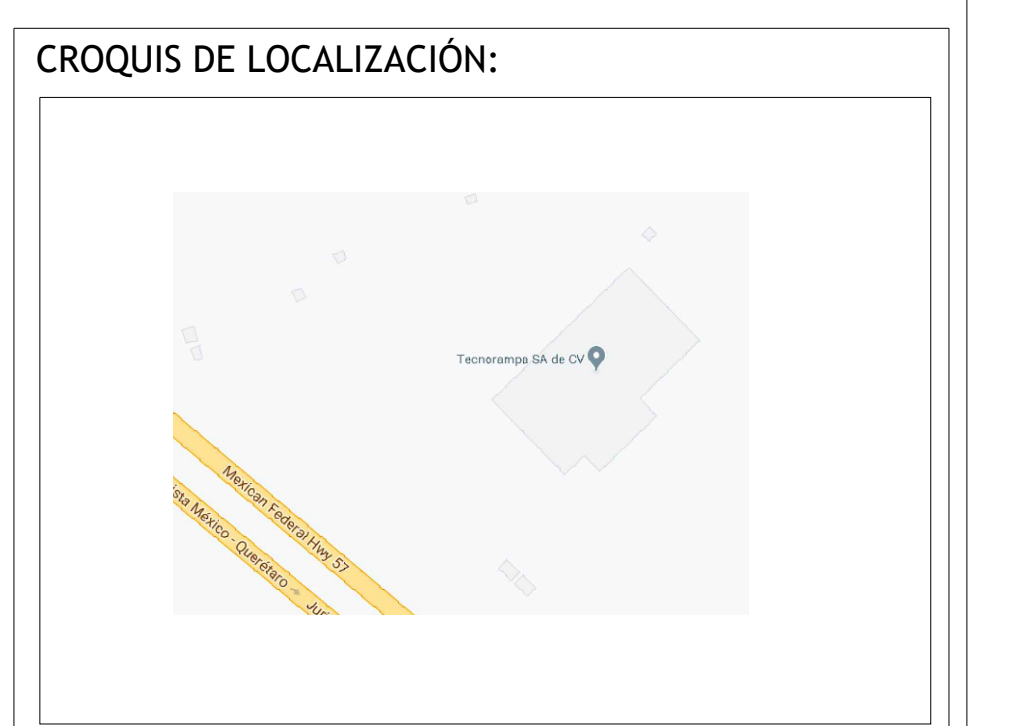 CROQUIS DE LOCALIZACIÓN:
Tecnorampa SA de CV
Mexican Federal Hwy 57
ista México - Querétaro